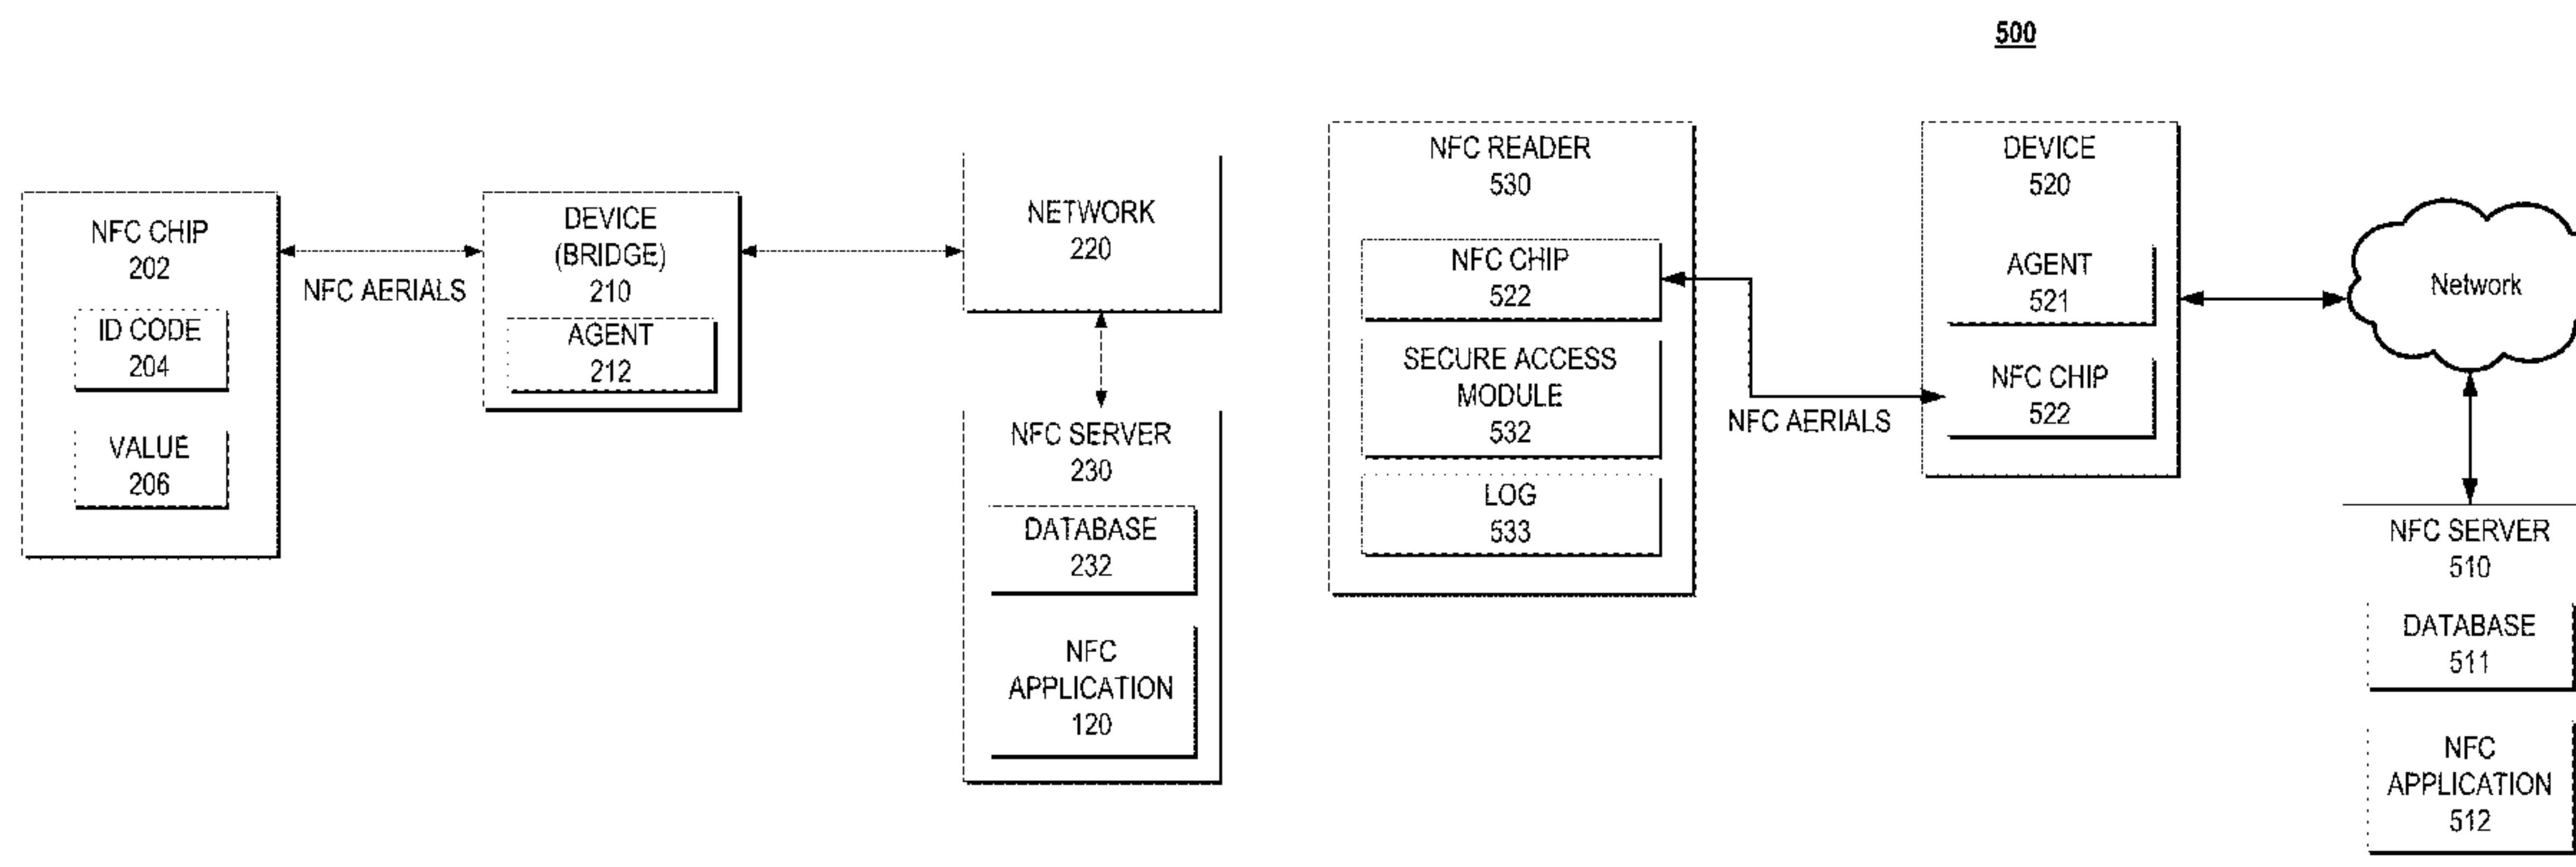 500
NFC CHIP
202
ID CODE
204
VALUE
206
NFC AERIALS
DEVICE
(BRIDGE)
210
AGENT
212
NETWORK
220
NFC SERVER
230
DATABASE
232
NFC
APPLICATION
120
NFC READER
530
NFC CHIP
522
SECURE ACCESS
MODULE
532
LOG
533
NFC AERIALS
DEVICE
520
AGENT
521
NFC CHIP
522
Network
NFC SERVER
510
DATABASE
511
NFC
APPLICATION
512